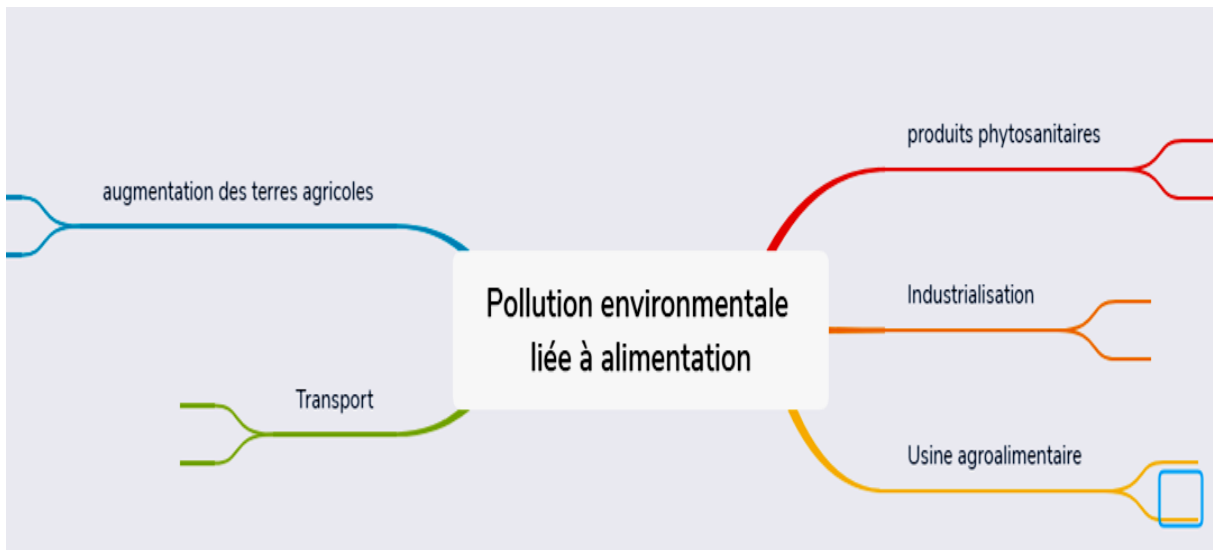 produits phytosanitaires
augmentation des terres agricoles
Pollution environmentale
liée à alimentation
Industrialisation
Transport
Usine agroalimentaire